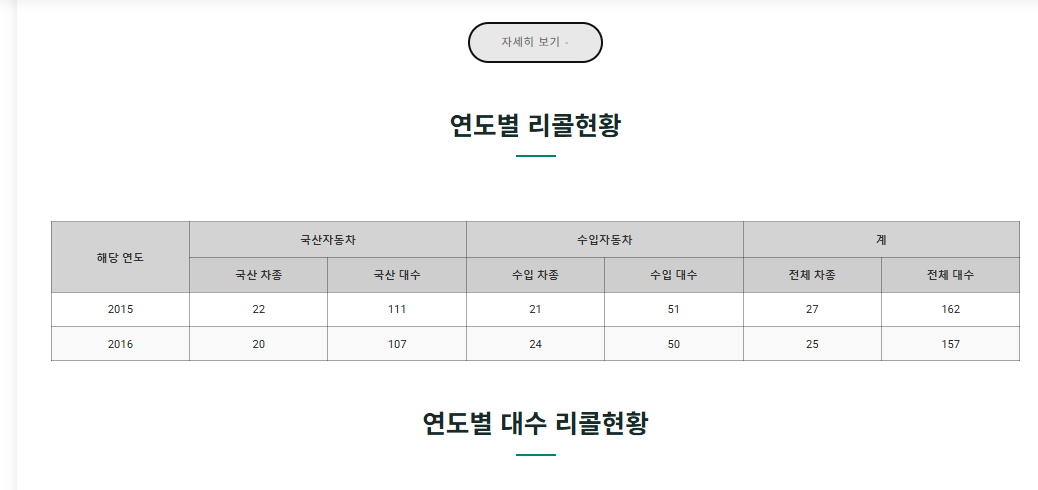 자세히 보기 -
연도별 리콜현황
해당 연도 국산자동차 수입자동차 계
국산 차종 국산 대수 수입 차종 수입 대수 전체 차종 전체 대수
2015 22 111 21 51 27 162
2016 20 107 24 50 25 157
연도별 대수 리콜현황